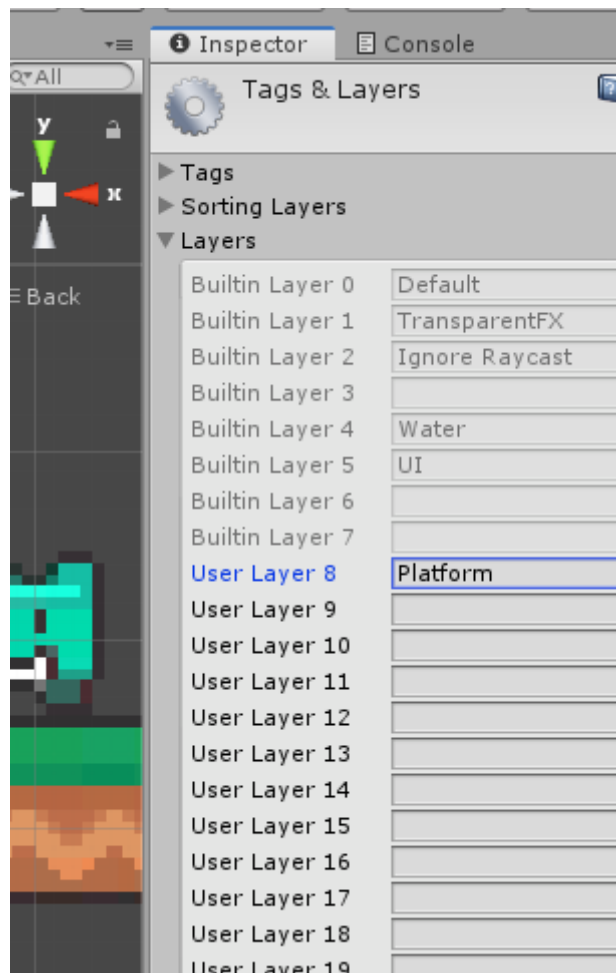 Inspector
Console
All
Tags & Layers
y
x
Tags
Sorting Layers
Layers
Back
Builtin Layer 0 Default
Builtin Layer 1 TransparentFX
Builtin Layer 2 Ignore Raycast
Builtin Layer 3
Builtin Layer 4 Water
Builtin Layer 5 UI
Builtin Layer 6
Builtin Layer 7
User Layer 8 Platform
User Layer 9
User Layer 10
User Layer 11
User Layer 12
User Layer 13
User Layer 14
User Layer 15
User Layer 16
User Layer 17
User Layer 18
User Layer 19